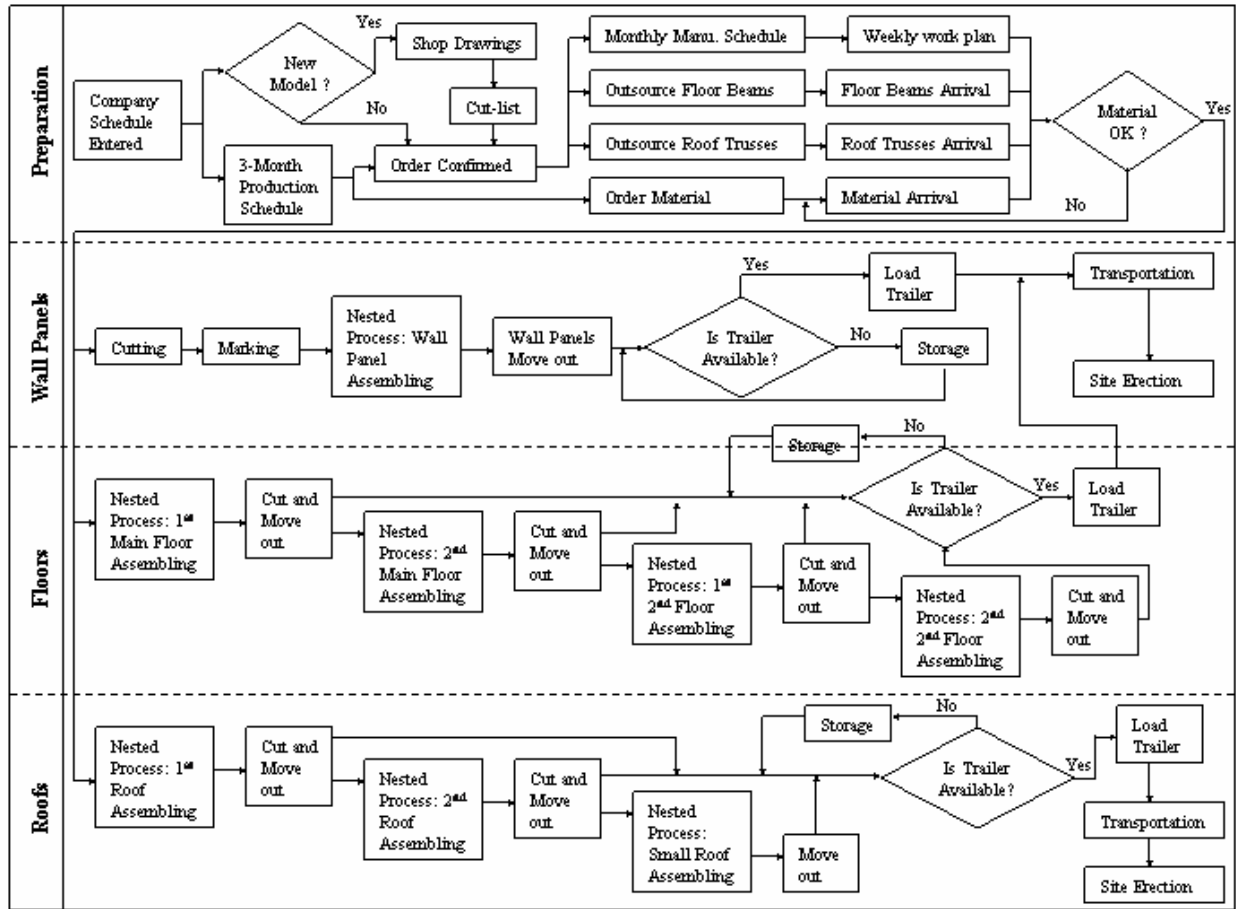 Preparation
Company
Schedule
Entered
New
Model ?
Yes
No
3-Month
Production
Schedule
Shop Drawings
Cut-list
Order Confirmed
Monthly Manu. Schedule
Weekly work plan
Outsource Floor Beams
Floor Beams Arrival
Outsource Roof Trusses
Roof Trusses Arrival
Order Material
Material Arrival
Material
OK ?
Yes
No
Wall Panels
Cutting
Marking
Nested
Process: Wall
Panel
Assembling
Wall Panels
Move out
Is Trailer
Available?
Yes
No
Load
Trailer
Storage
Transportation
Site Erection
Floors
Nested
Process: 1st
Main Floor
Assembling
Cut and
Move
out
Nested
Process: 2nd
Main Floor
Assembling
Cut and
Move
out
Nested
Process: 1st
2nd Floor
Assembling
Cut and
Move
out
Nested
Process: 2nd
2nd Floor
Assembling
Cut and
Move
out
Storage
No
Is Trailer
Available?
Yes
Load
Trailer
Roofs
Nested
Process: 1st
Roof
Assembling
Cut and
Move
out
Nested
Process: 2nd
Roof
Assembling
Cut and
Move
out
Nested
Process:
Small Roof
Assembling
Move
out
Storage
No
Is Trailer
Available?
Yes
Load
Trailer
Transportation
Site Erection